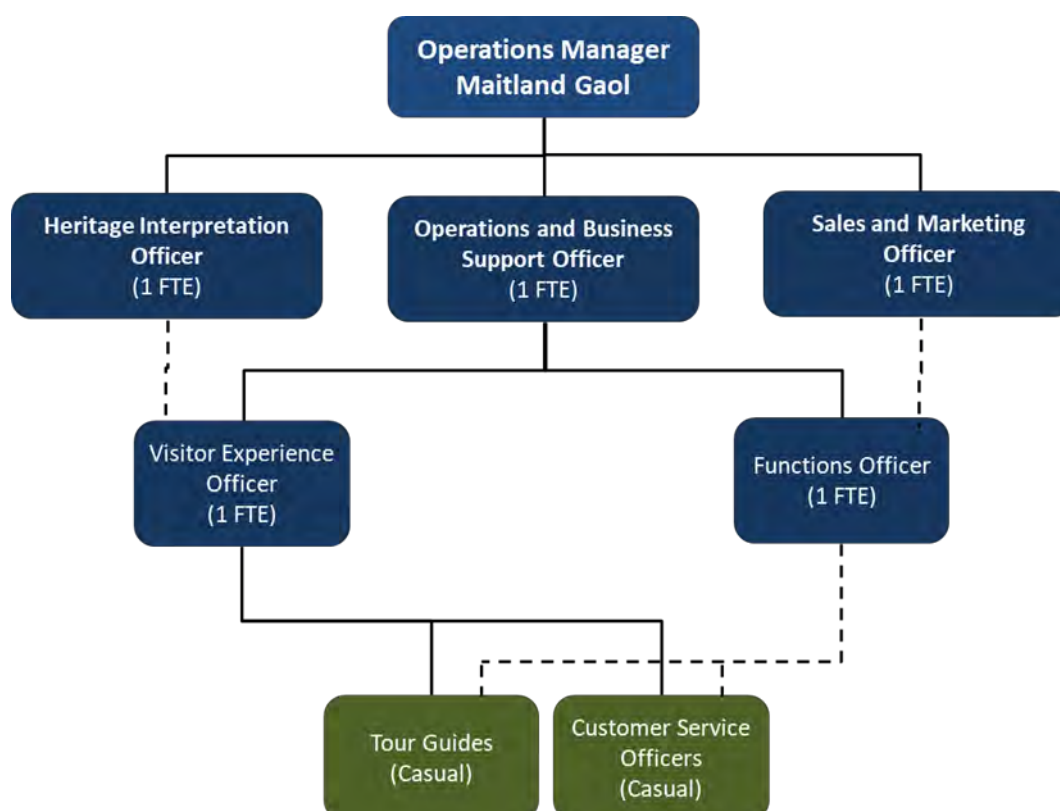 Operations Manager
Maitland Gaol
Heritage Interpretation
Officer
(1 FTE)
Operations and Business
Support Officer
(1 FTE)
Sales and Marketing
Officer
(1 FTE)
Visitor Experience
Officer
(1 FTE)
Functions Officer
(1 FTE)
Tour Guides
(Casual)
Customer Service
Officers
(Casual)